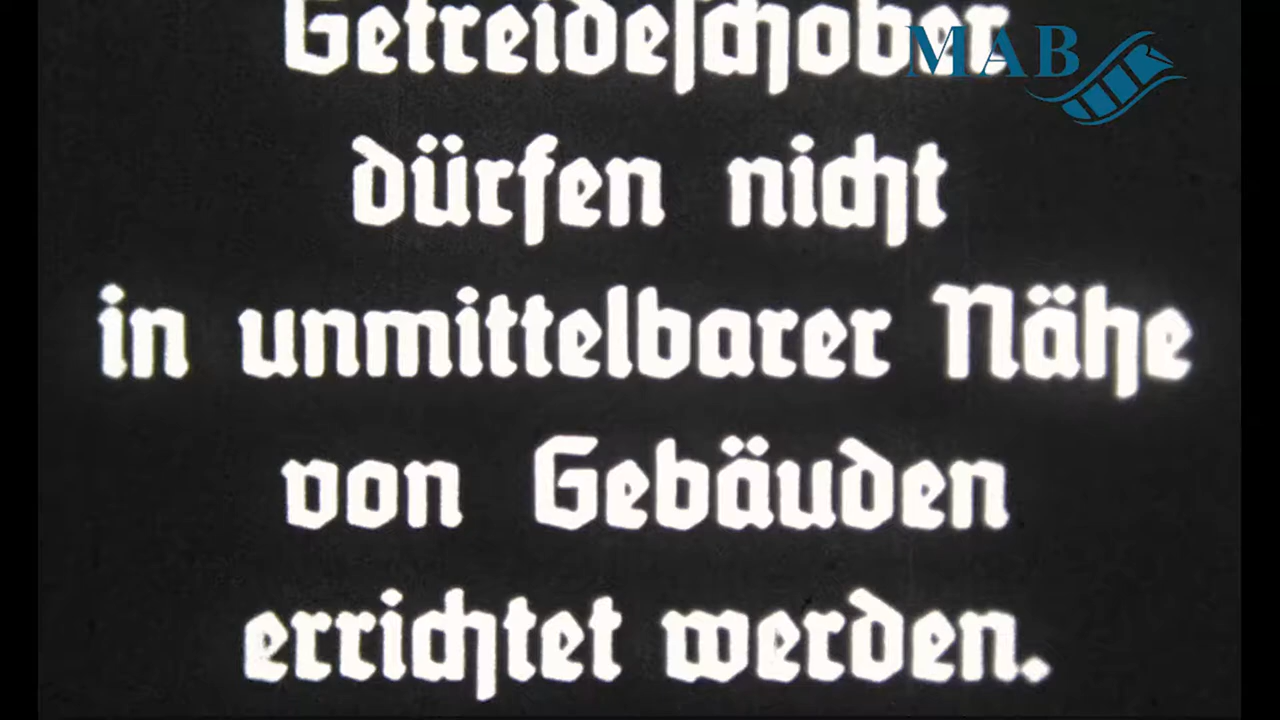 Getreideschober
MAB
dürfen nicht
in unmittelbarer Nähe
von Gebäuden
errichtet werden.